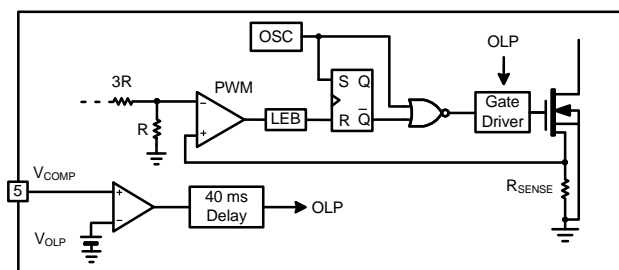 OSC
OLP
3R
PWM
S Q
R
LEB
R Q̅
Gate
Driver
−
+
5
V_COMP
+
−
40 ms
Delay
OLP
R_SENSE
V_OLP